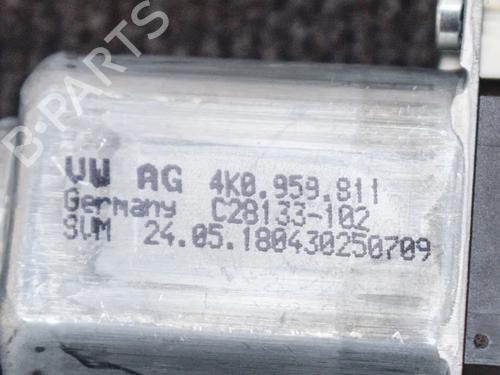 VW AG 4K0.959.811
Germany C28133-102
SWM 24.05.180430250709
B-PARTS